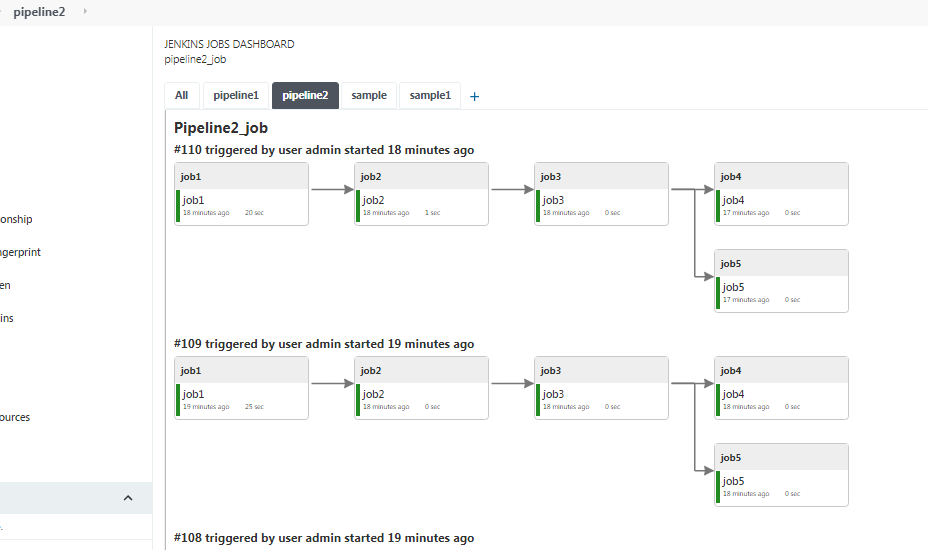 pipeline2
JENKINS JOBS DASHBOARD
pipeline2_job
All pipeline1 pipeline2 sample sample1 +
Pipeline2_job
#110 triggered by user admin started 18 minutes ago
job1 job2 job3 job4
job1 job2 job3 job4
18 minutes ago 20 sec 18 minutes ago 1 sec 18 minutes ago 0 sec 17 minutes ago 0 sec
onship
ngerprint
job5
en
job5
17 minutes ago 0 sec
ins
#109 triggered by user admin started 19 minutes ago
job1 job2 job3 job4
job1 job2 job3 job4
19 minutes ago 25 sec 18 minutes ago 0 sec 18 minutes ago 0 sec 18 minutes ago 0 sec
ources
job5
job5
18 minutes ago 0 sec
#108 triggered by user admin started 19 minutes ago